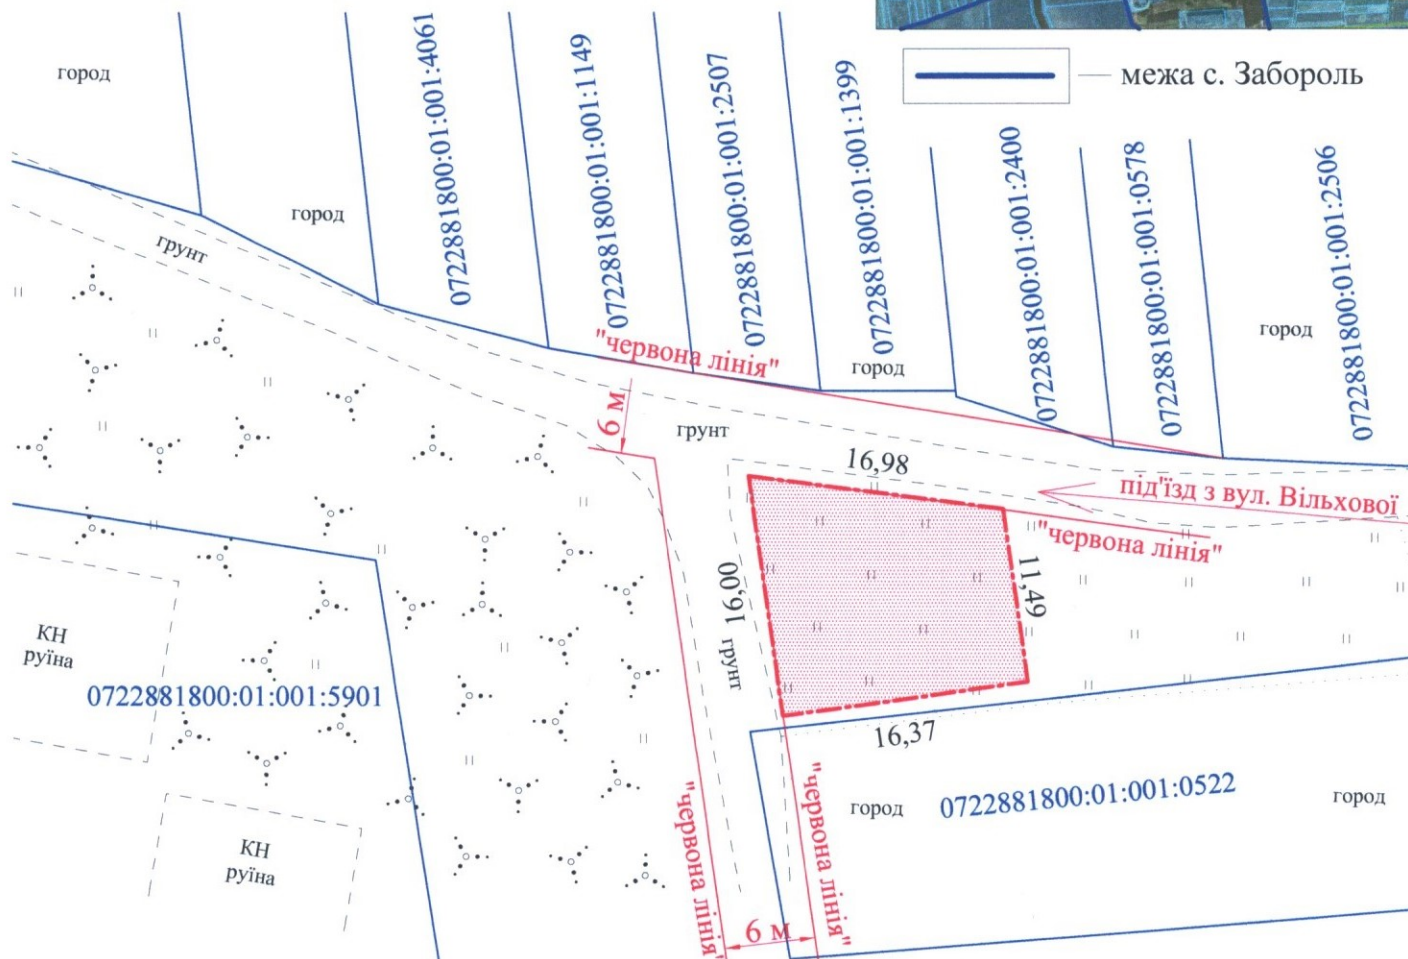 межа с. Забороль
город
0722881800:01:001:4061
0722881800:01:001:1149
0722881800:01:001:2507
0722881800:01:001:1399
0722881800:01:001:2400
0722881800:01:001:0578
0722881800:01:001:2506
город
грунт
город
"червона лінія"
город
6 м
грунт
16,98
під'їзд з вул. Вільхової
"червона лінія"
16,00
11,49
грунт
КН
руїна
0722881800:01:001:5901
16,37
город
0722881800:01:001:0522
город
"червона лінія"
"червона лінія"
КН
руїна
6 м